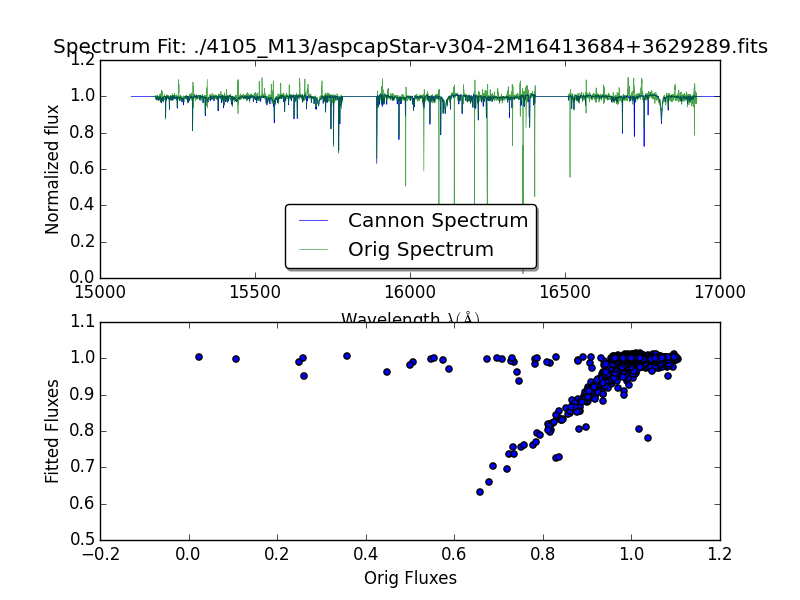 Spectrum Fit: ./4105_M13/aspcapStar-v304-2M16413684+3629289.fits
1.2
1.0
0.8
0.6
0.4
0.2
0.0
Normalized flux
Cannon Spectrum
Orig Spectrum
15000 15500 16000 16500 17000
Wavelength λ(Å)
1.1
1.0
0.9
0.8
0.7
0.6
0.5
Fitted Fluxes
−0.2 0.0 0.2 0.4 0.6 0.8 1.0 1.2
Orig Fluxes